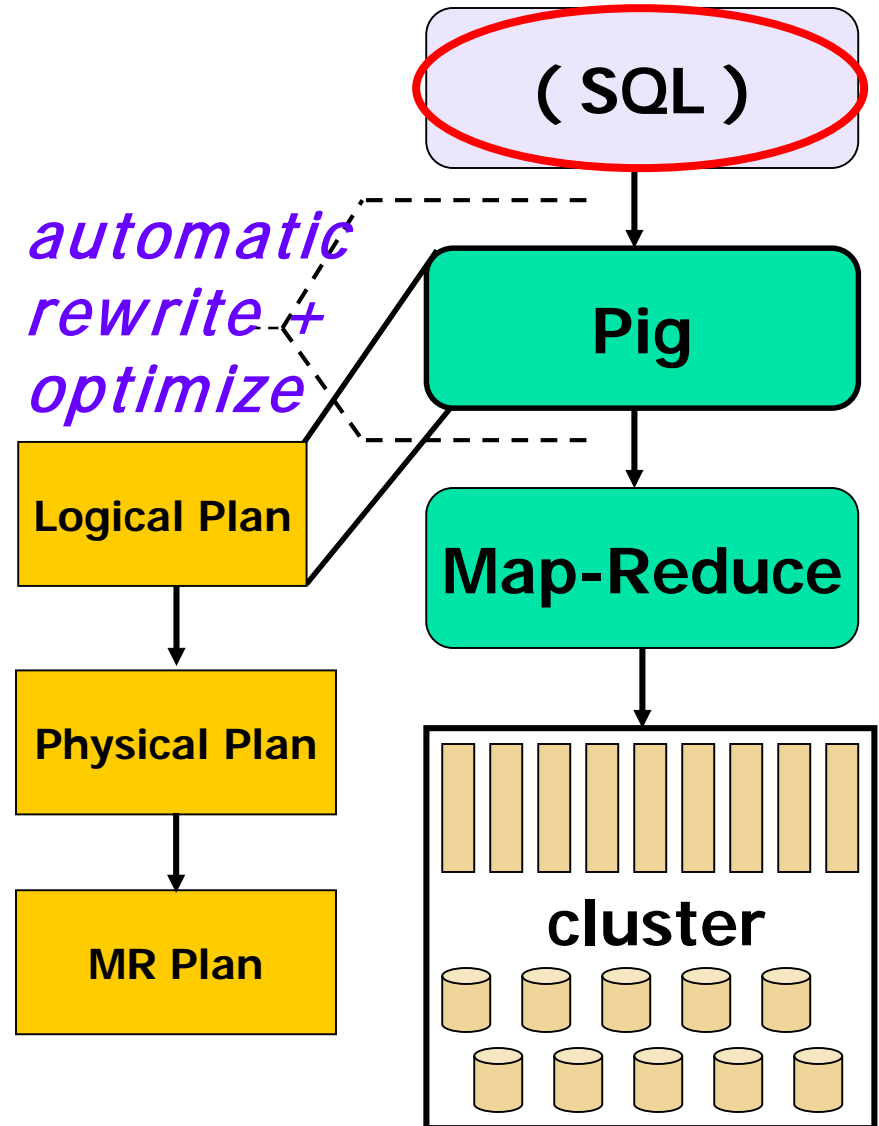 ( SQL )
automatic
rewrite +
optimize
Pig
Logical Plan
Map-Reduce
Physical Plan
cluster
MR Plan